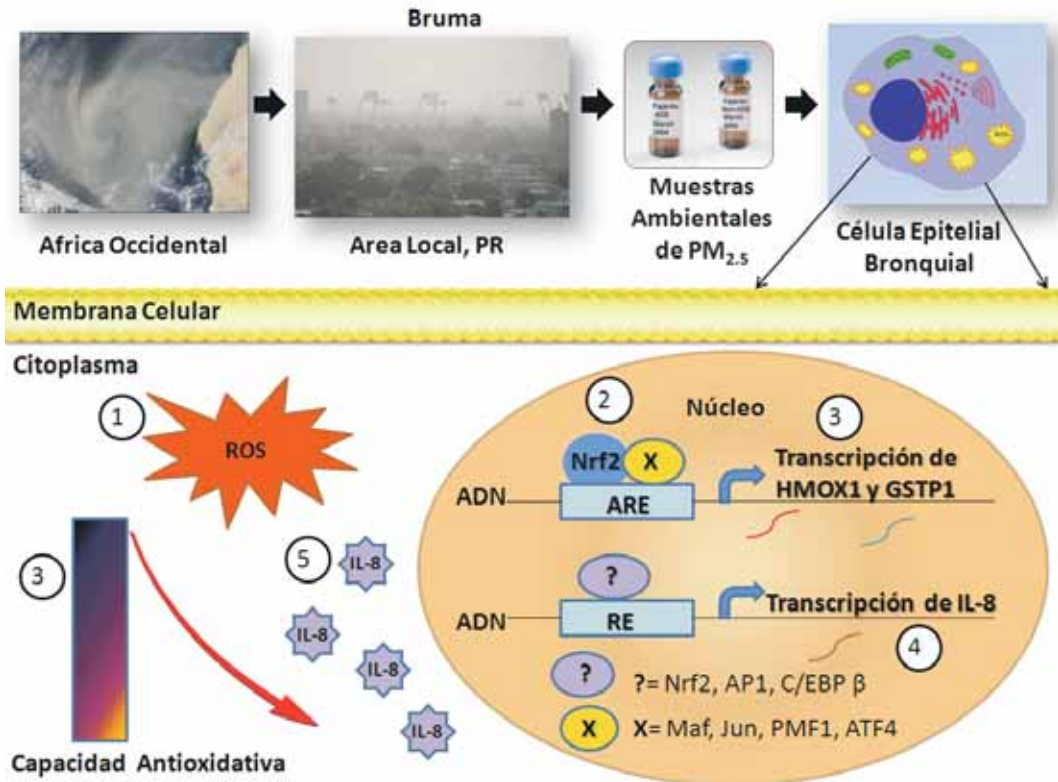 Bruma
Africa Occidental
Area Local, PR
Muestras
Ambientales
de PM2.5
Célula Epitelial
Bronquial
Membrana Celular
Citoplasma
1
ROS
2
Núcleo
3
Nrf2
X
ADN
ARE
Transcripción de
HMOX1 y GSTP1
3
5
IL-8
IL-8
IL-8
IL-8
?
ADN
RE
Transcripción de IL-8
4
?
?= Nrf2, AP1, C/EBP β
X
X= Maf, Jun, PMF1, ATF4
Capacidad Antioxidativa